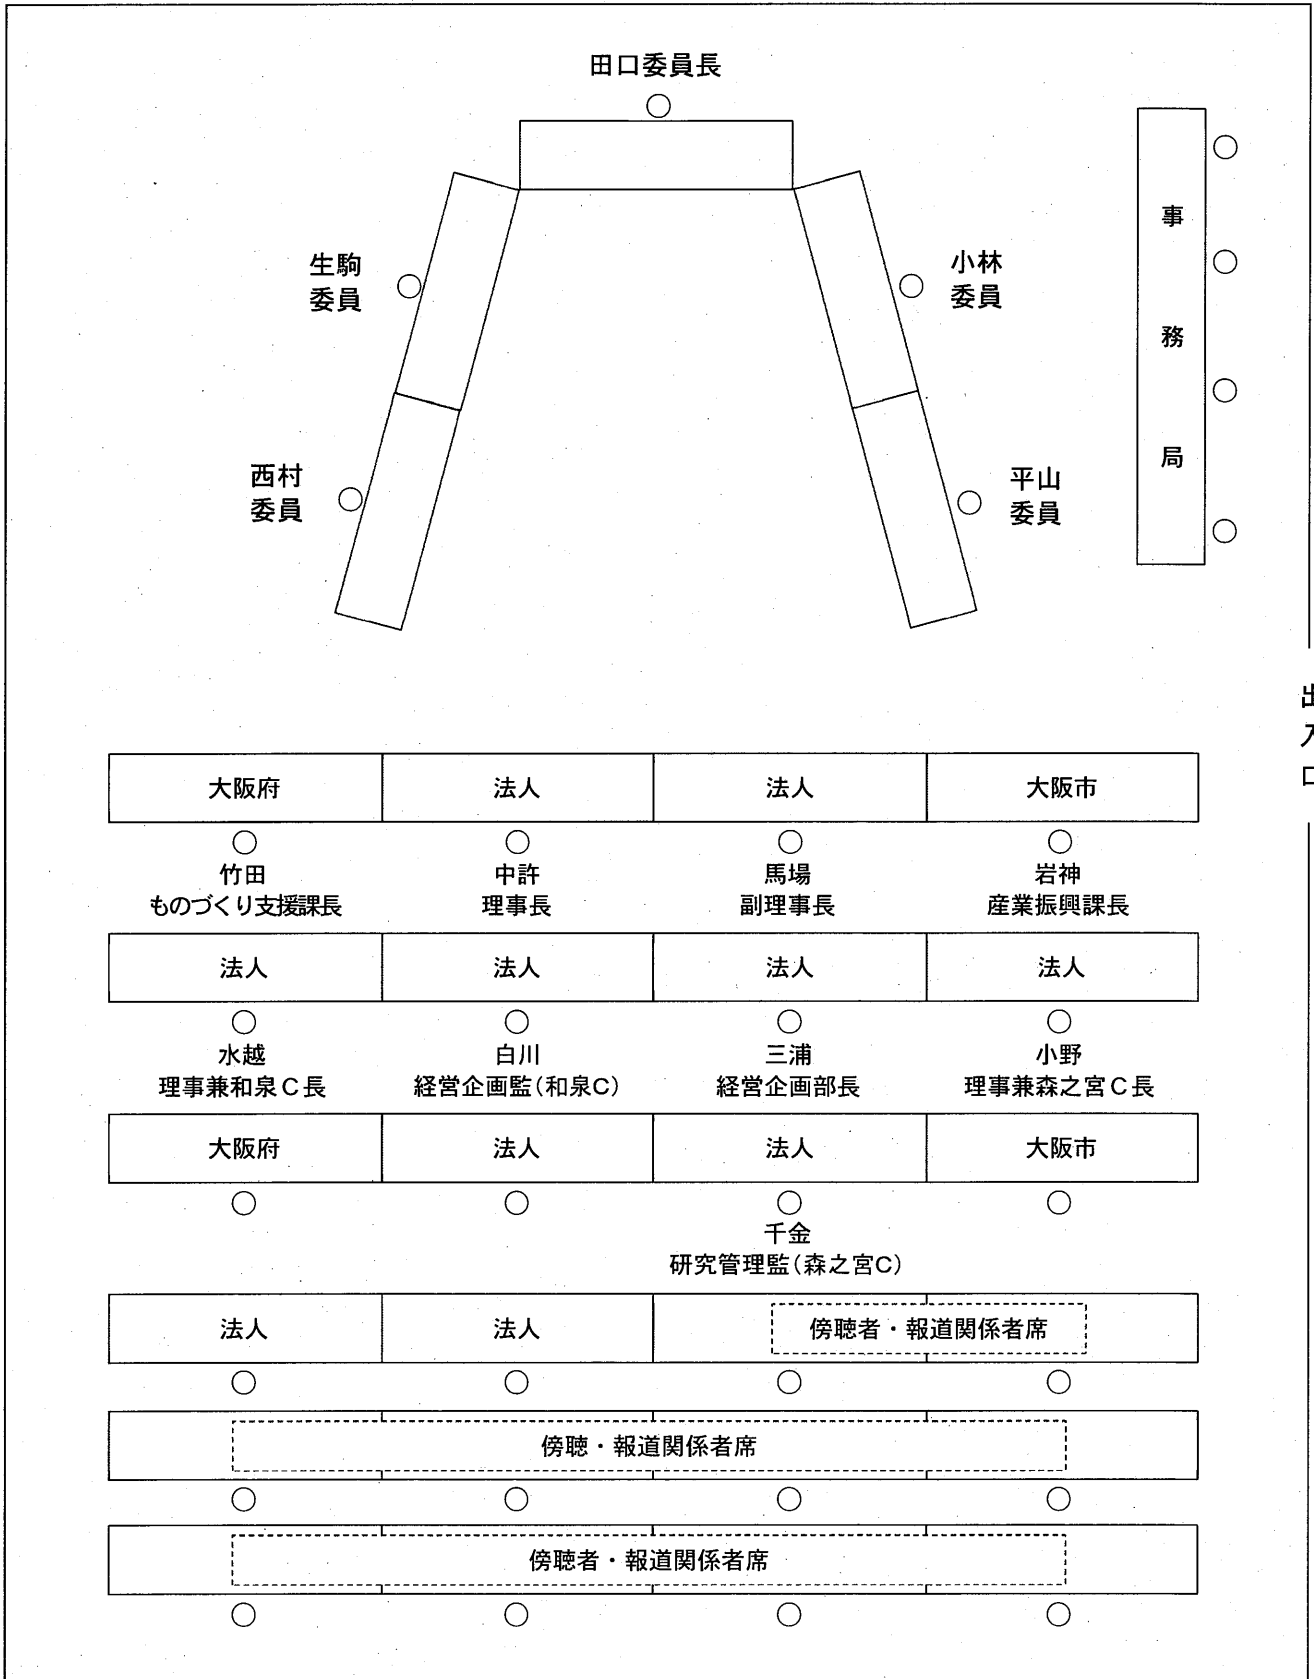 田口委員長
生駒
委員
小林
委員
西村
委員
平山
委員
事
務
局
出
入
口
大阪府
法人
法人
大阪市
竹田
ものづくり支援課長
中許
理事長
馬場
副理事長
岩神
産業振興課長
法人
法人
法人
法人
水越
理事兼和泉C長
白川
経営企画監(和泉C)
三浦
経営企画部長
小野
理事兼森之宮C長
大阪府
法人
法人
大阪市
千金
研究管理監(森之宮C)
法人
法人
傍聴者・報道関係者席
傍聴・報道関係者席
傍聴者・報道関係者席